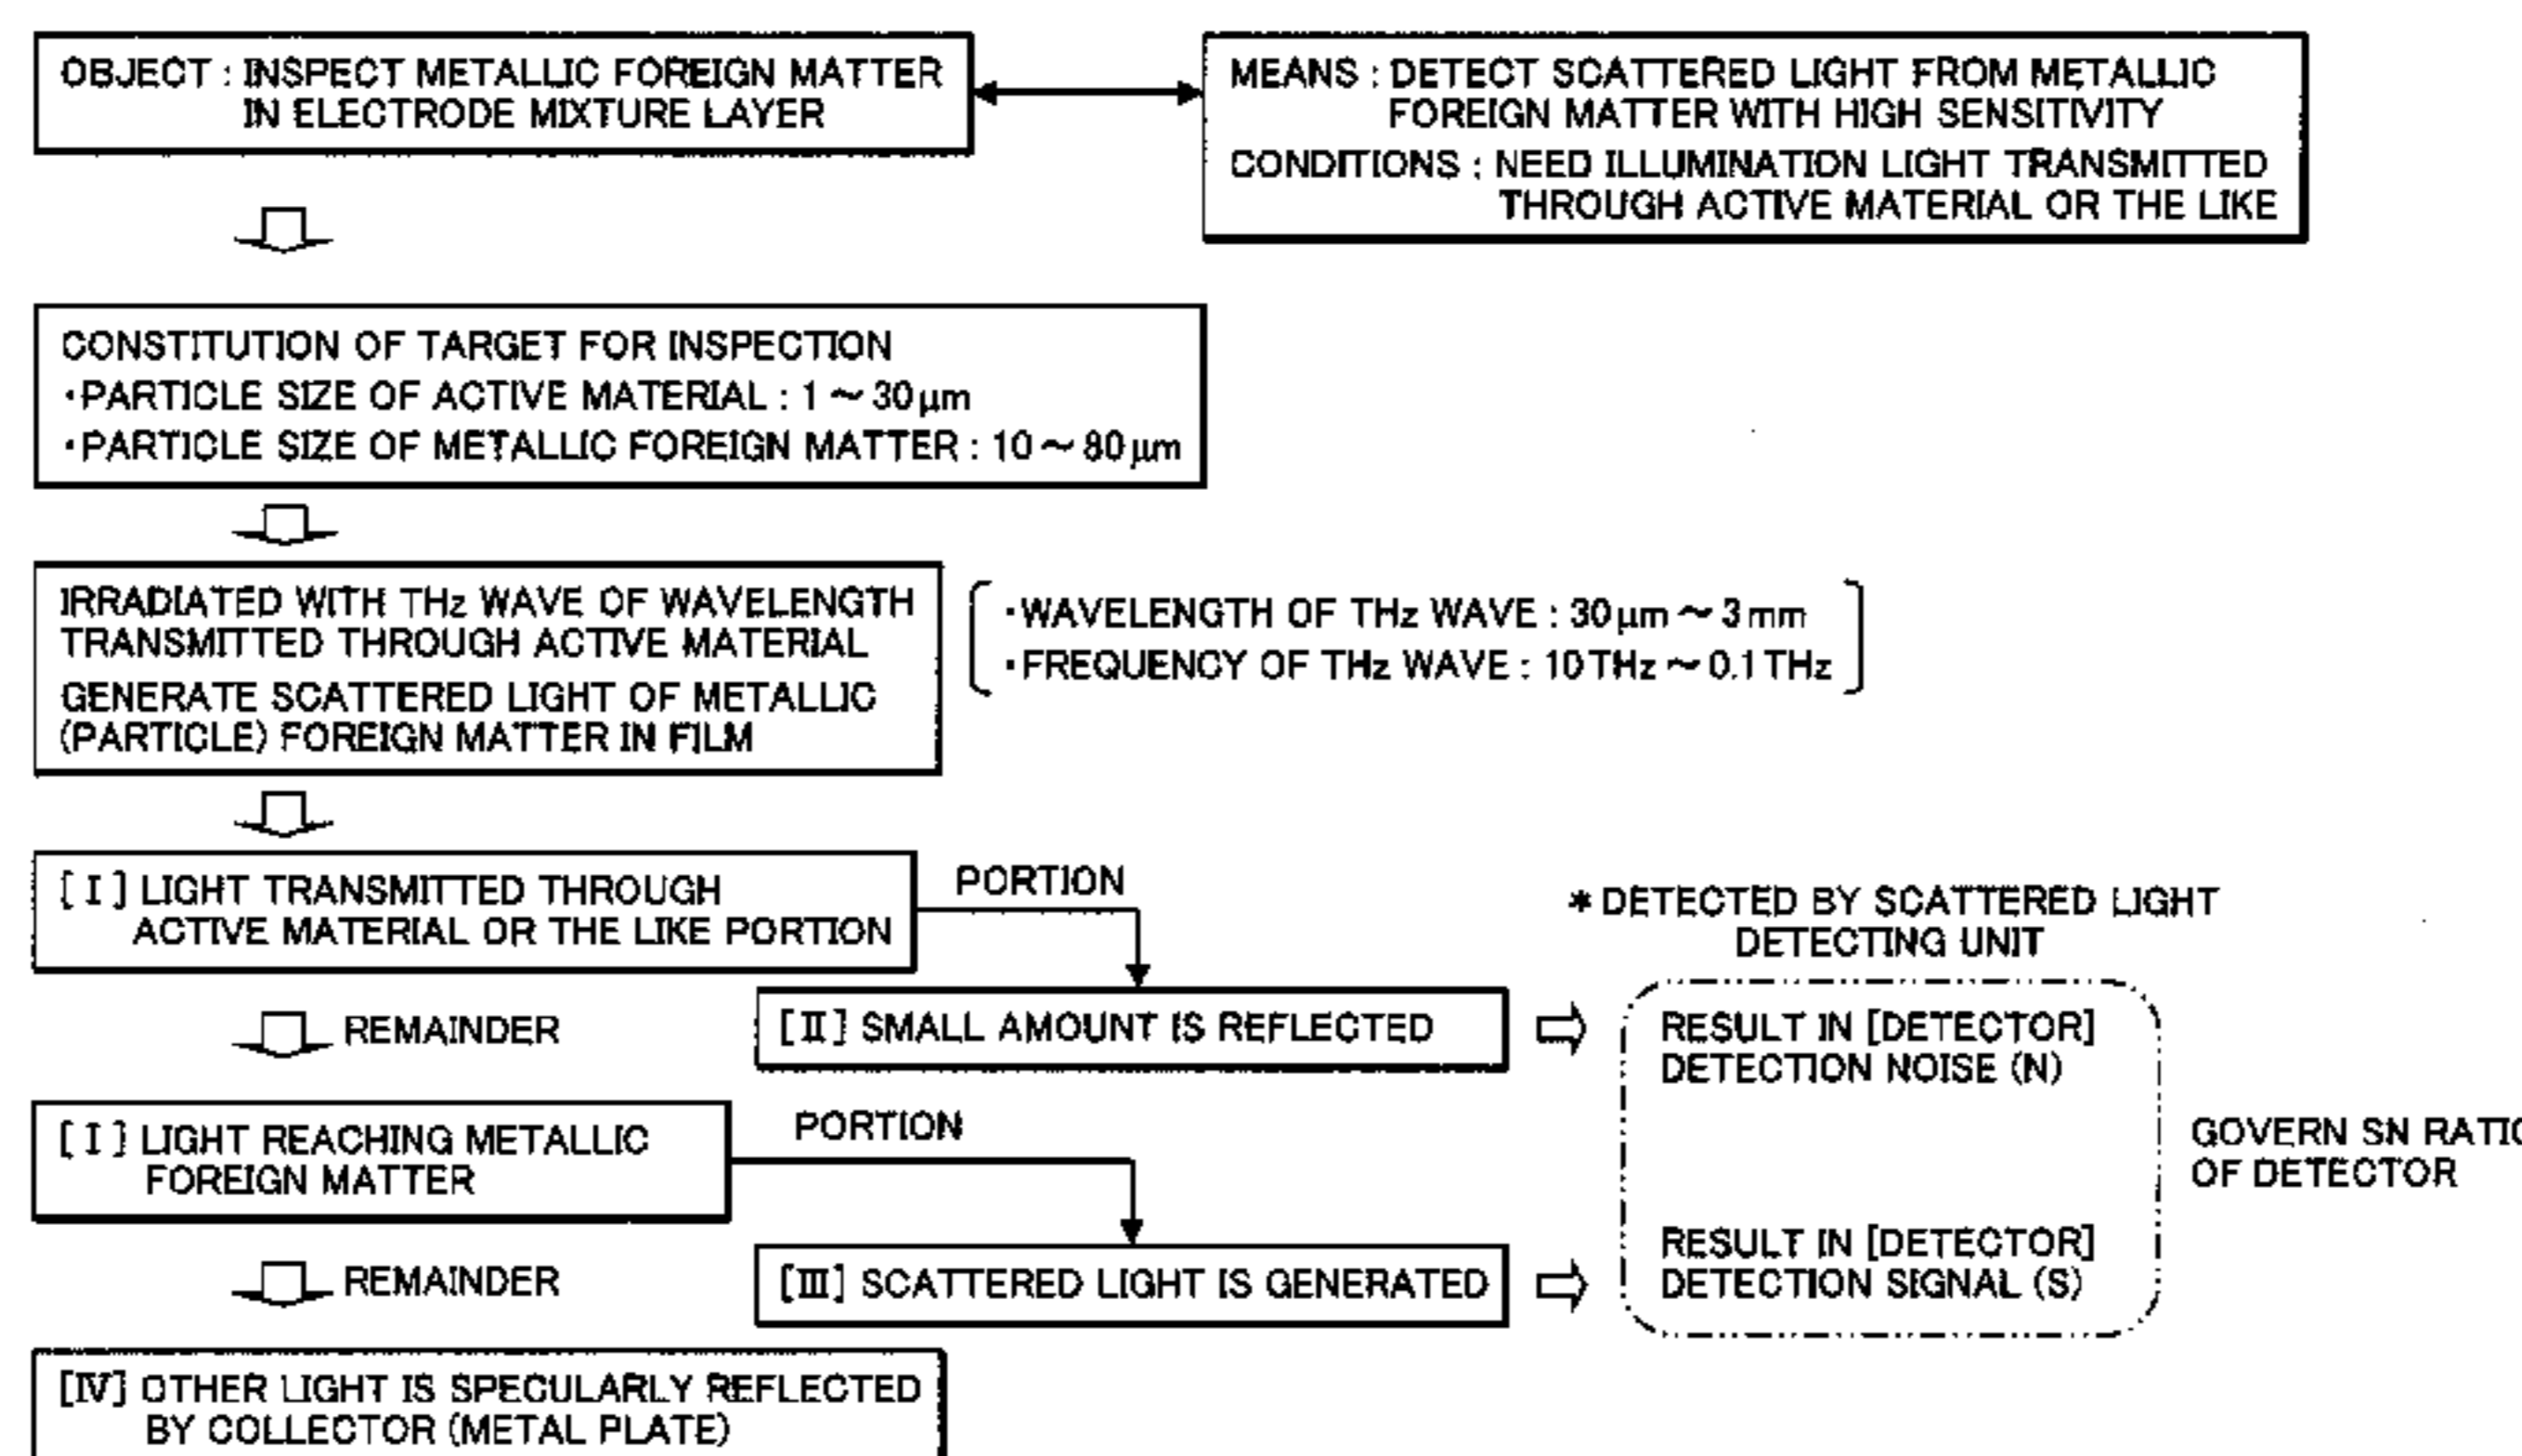 OBJECT : INSPECT METALLIC FOREIGN MATTER
IN ELECTRODE MIXTURE LAYER
MEANS : DETECT SCATTERED LIGHT FROM METALLIC
FOREIGN MATTER WITH HIGH SENSITIVITY
CONDITIONS : NEED ILLUMINATION LIGHT TRANSMITTED
THROUGH ACTIVE MATERIAL OR THE LIKE
CONSTITUTION OF TARGET FOR INSPECTION
・PARTICLE SIZE OF ACTIVE MATERIAL : 1 ~ 30 μm
・PARTICLE SIZE OF METALLIC FOREIGN MATTER : 10 ~ 80 μm
IRRADIATED WITH THz WAVE OF WAVELENGTH
TRANSMITTED THROUGH ACTIVE MATERIAL
GENERATE SCATTERED LIGHT OF METALLIC
(PARTICLE) FOREIGN MATTER IN FILM
・WAVELENGTH OF THz WAVE : 30 μm ~ 3 mm
・FREQUENCY OF THz WAVE : 10 THz ~ 0.1 THz
[ I ] LIGHT TRANSMITTED THROUGH
ACTIVE MATERIAL OR THE LIKE PORTION
PORTION
* DETECTED BY SCATTERED LIGHT
DETECTING UNIT
REMAINDER
[ II ] SMALL AMOUNT IS REFLECTED
RESULT IN [DETECTOR]
DETECTION NOISE (N)
[ I ] LIGHT REACHING METALLIC
FOREIGN MATTER
PORTION
GOVERN SN RATIO
OF DETECTOR
REMAINDER
[III] SCATTERED LIGHT IS GENERATED
RESULT IN [DETECTOR]
DETECTION SIGNAL (S)
[IV] OTHER LIGHT IS SPECULARLY REFLECTED
BY COLLECTOR (METAL PLATE)